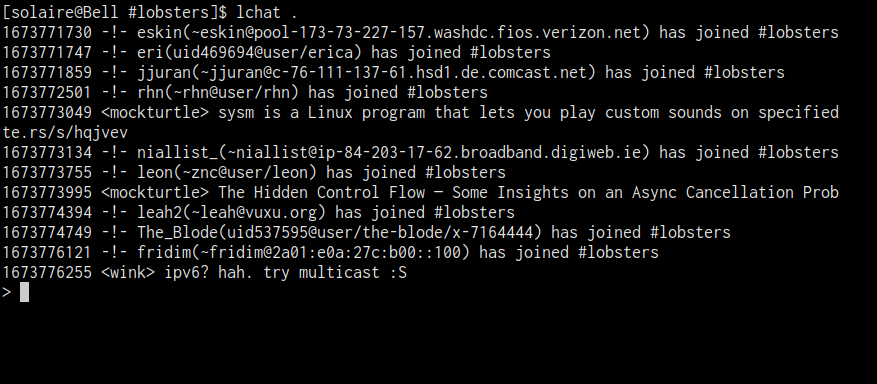 [solaire@Bell #lobsters]$ lchat .
1673771730 -!- eskin(~eskin@pool-173-73-227-157.washdc.fios.verizon.net) has joined #lobsters
1673771747 -!- eri(uid469694@user/erica) has joined #lobsters
1673771859 -!- jjuran(~jjuran@c-76-111-137-61.hsd1.de.comcast.net) has joined #lobsters
1673772501 -!- rhn(~rhn@user/rhn) has joined #lobsters
1673773049 <mockturtle> sysm is a Linux program that lets you play custom sounds on specified
te.rs/s/hqjvev
1673773134 -!- niallist_(~niallist@ip-84-203-17-62.broadband.digiweb.ie) has joined #lobsters
1673773755 -!- leon(~znc@user/leon) has joined #lobsters
1673773995 <mockturtle> The Hidden Control Flow — Some Insights on an Async Cancellation Prob
1673774394 -!- leah2(~leah@vuxu.org) has joined #lobsters
1673774749 -!- The_Blode(uid537595@user/the-blode/x-7164444) has joined #lobsters
1673776121 -!- fridim(~fridim@2a01:e0a:27c:b00::100) has joined #lobsters
1673776255 <wink> ipv6? hah. try multicast :S
>